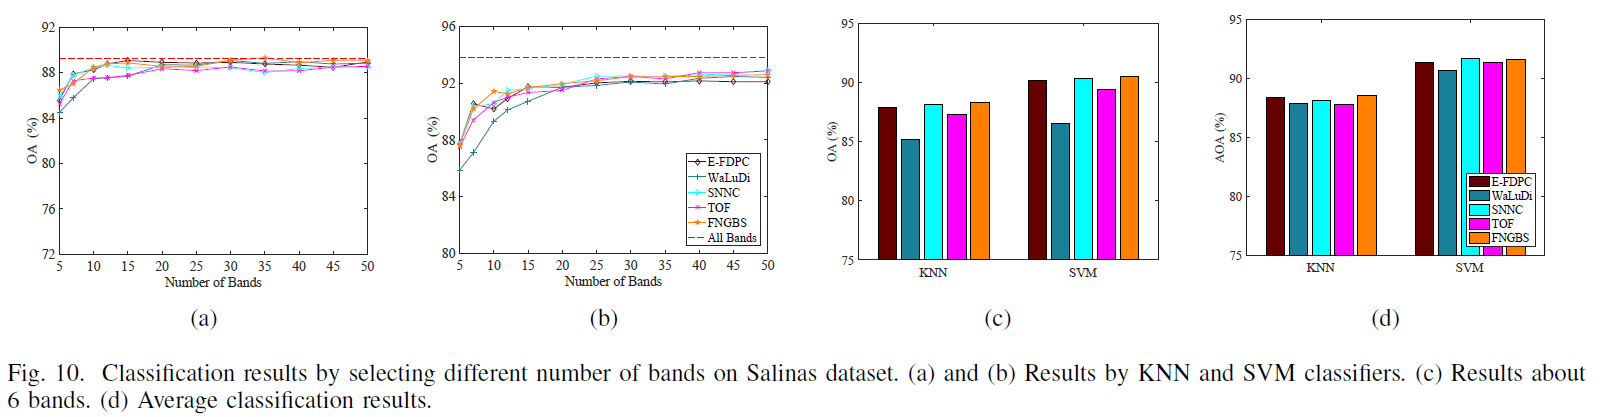 92
88
84
80
76
72
OA (%)
5 10 15 20 25 30 35 40 45 50
Number of Bands
(a)
96
92
88
84
80
OA (%)
5 10 15 20 25 30 35 40 45 50
Number of Bands
E-FDPC
WaLuDi
SNNC
TOF
FNGBS
All Bands
(b)
95
90
85
80
75
OA (%)
KNN SVM
(c)
95
90
85
80
75
AOA (%)
KNN SVM
E-FDPC
WaLuDi
SNNC
TOF
FNGBS
(d)
Fig. 10. Classification results by selecting different number of bands on Salinas dataset. (a) and (b) Results by KNN and SVM classifiers. (c) Results about
6 bands. (d) Average classification results.